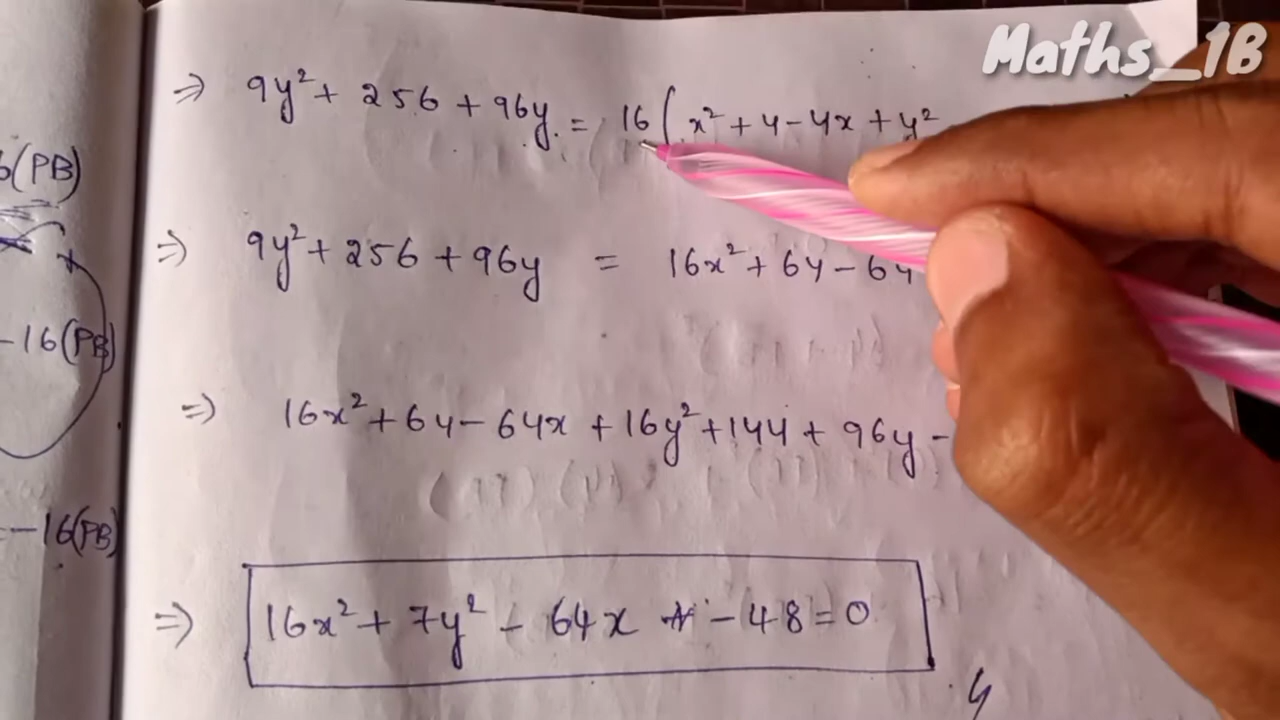 Maths_1B
⇒ 9y² + 256 + 96y = 16(x² + 4 - 4x + y²
6(PB)
⇒ 9y² + 256 + 96y = 16x² + 64 - 64
-16(PB)
⇒ 16x² + 64 - 64x + 16y² + 144 + 96y -
=-16(PB)
⇒ 16x² + 7y² - 64x - 48 = 0